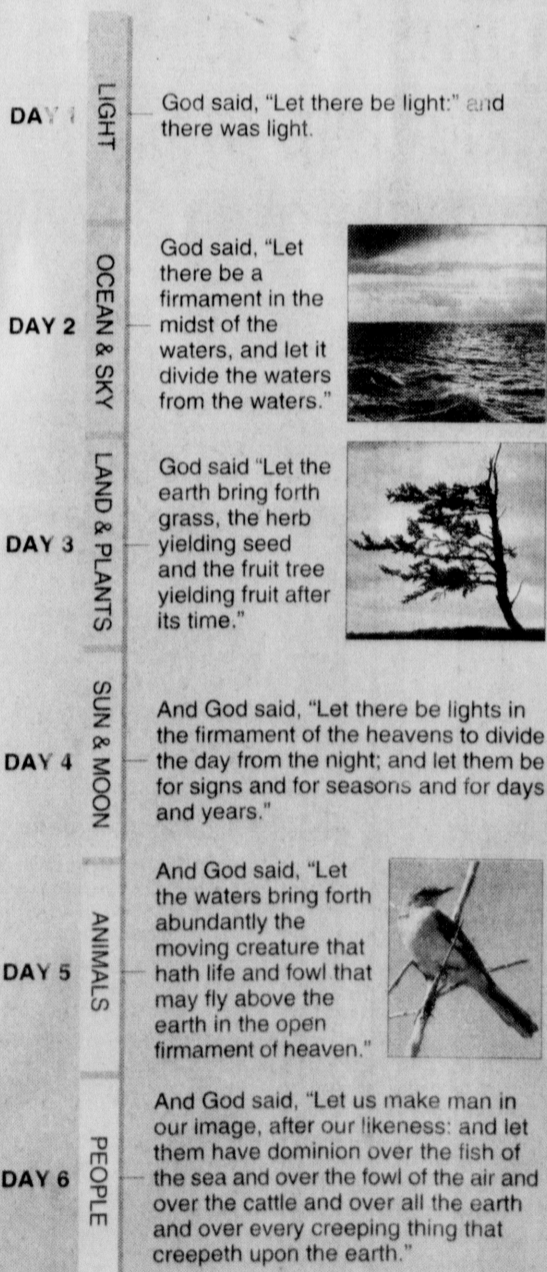 DAY 1
LIGHT
God said, "Let there be light:" and
there was light.
DAY 2
OCEAN & SKY
God said, "Let
there be a
firmament in the
midst of the
waters, and let it
divide the waters
from the waters."
DAY 3
LAND & PLANTS
God said "Let the
earth bring forth
grass, the herb
yielding seed
and the fruit tree
yielding fruit after
its time."
DAY 4
SUN & MOON
And God said, "Let there be lights in
the firmament of the heavens to divide
the day from the night; and let them be
for signs and for seasons and for days
and years."
DAY 5
ANIMALS
And God said, "Let
the waters bring forth
abundantly the
moving creature that
hath life and fowl that
may fly above the
earth in the open
firmament of heaven."
DAY 6
PEOPLE
And God said, "Let us make man in
our image, after our likeness: and let
them have dominion over the fish of
the sea and over the fowl of the air and
over the cattle and over all the earth
and over every creeping thing that
creepeth upon the earth."